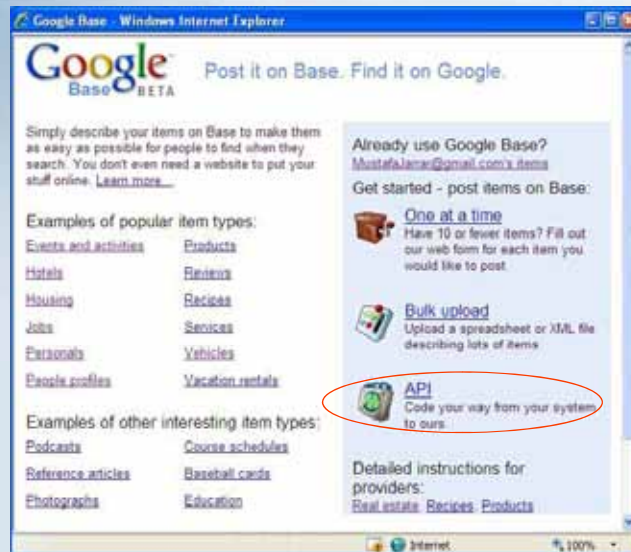 Google Base - Windows Internet Explorer
Google
Base BETA
Post it on Base. Find it on Google.
Simply describe your items on Base to make them
as easy as possible for people to find when they
search. You don't even need a website to put your
stuff online. Learn more...
Examples of popular item types:
Events and activities Products
Hotels Reviews
Housing Recipes
Jobs Services
Personals Vehicles
People profiles Vacation rentals
Examples of other interesting item types:
Podcasts Course schedules
Reference articles Baseball cards
Photographs Education
Already use Google Base?
MustafaJarrar@gmail.com's items
Get started - post items on Base:
One at a time
Have 10 or fewer items? Fill out
our web form for each item you
would like to post
Bulk upload
Upload a spreadsheet or XML file
describing lots of items
API
Code your way from your system
to ours
Detailed instructions for
providers:
Real estate, Recipes, Products
Internet 100%